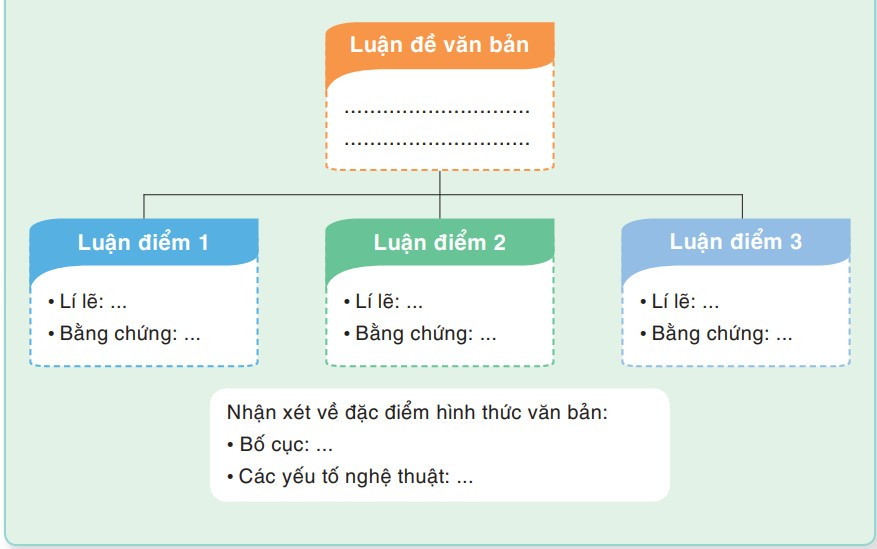 Luận đề văn bản
.............................
.............................
Luận điểm 1
• Lí lẽ: ...
• Bằng chứng: ...
Luận điểm 2
• Lí lẽ: ...
• Bằng chứng: ...
Luận điểm 3
• Lí lẽ: ...
• Bằng chứng: ...
Nhận xét về đặc điểm hình thức văn bản:
• Bố cục: ...
• Các yếu tố nghệ thuật: ...